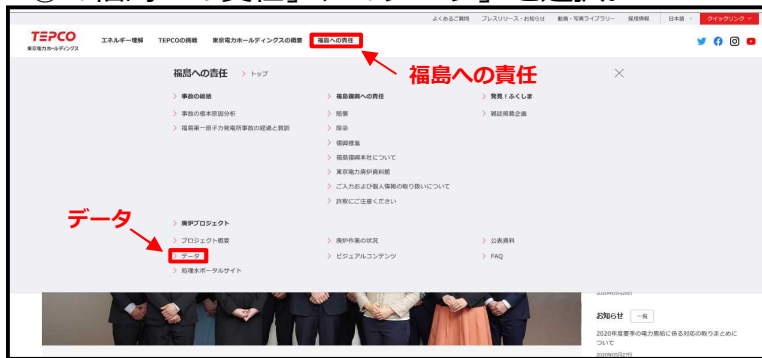 の福島への責任」から「データ」を選択。
よくあるご質問 プレスリリース・お知らせ 動画・写真ライブラリー 採用情報 日本語 クイックリンク
TEPCO
東京電力ホールディングス
エネルギー理解 TEPCOの挑戦 東京電力ホールディングスの概要 福島への責任
福島への責任 > トップ
福島への責任
> 事故の総括 > 福島復興への責任 > 発見！ふくしま
> 事故の根本原因分析 > 賠償 > 雑誌掲載企画
> 福島第一原子力発電所事故の経過と教訓 > 除染
> 復興推進
> 福島復興本社について
> 東京電力廃炉資料館
> ご入力および個人情報の取り扱いについて
> 詐欺にご注意ください
データ
> 廃炉プロジェクト
> プロジェクト概要 > 廃炉作業の状況 > 公表資料
> データ > ビジュアルコンテンツ > FAQ
> 処理水ポータルサイト
お知らせ 一覧
2020年度夏季の電力需給に係る対応の取りまとめに
ついて
2020年05月27日